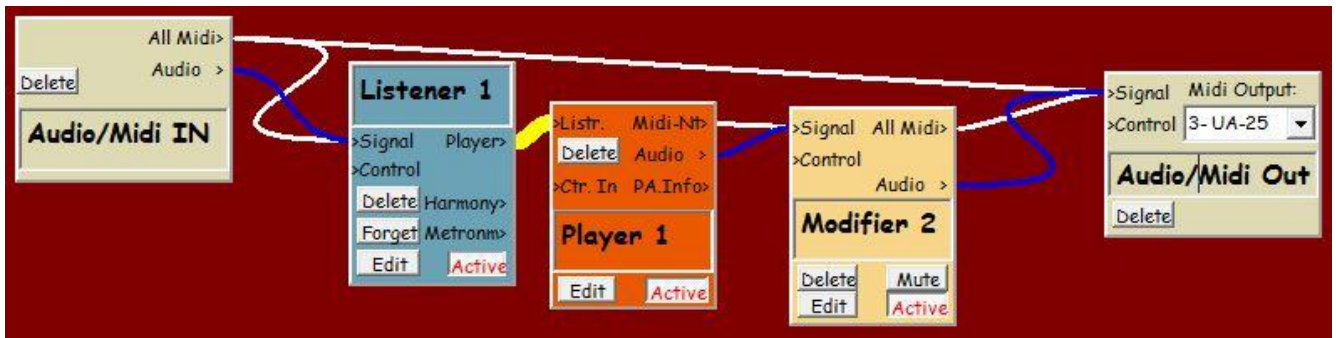 All Midi>
Audio >
Delete
Audio/Midi IN
Listener 1
>Signal Player>
>Control
Delete Harmony>
Forget Metronm>
Edit Active
>Listr. Midi-Nt>
Delete Audio >
>Ctr. In PA.Info>
Player 1
Edit Active
>Signal All Midi>
>Control
Audio >
Modifier 2
Delete Mute
Edit Active
>Signal Midi Output:
>Control 3- UA-25
Audio/Midi Out
Delete